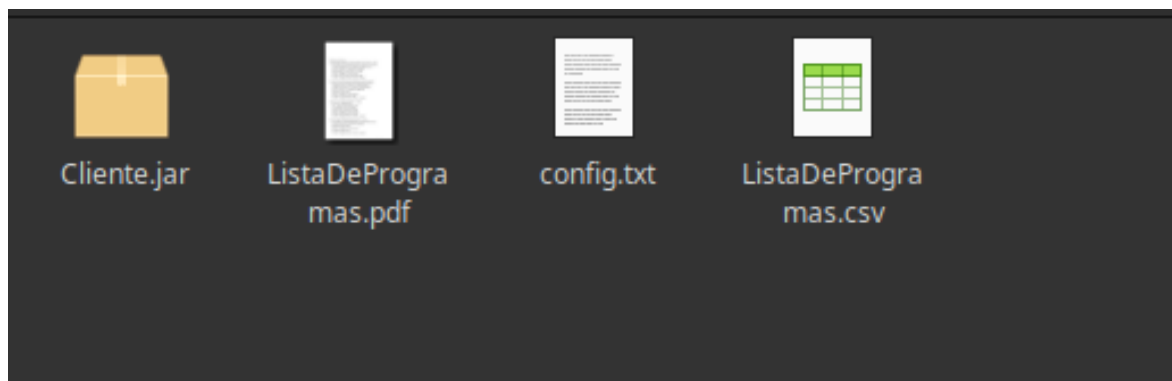 Cliente.jar
ListaDeProgra
mas.pdf
config.txt
ListaDeProgra
mas.csv